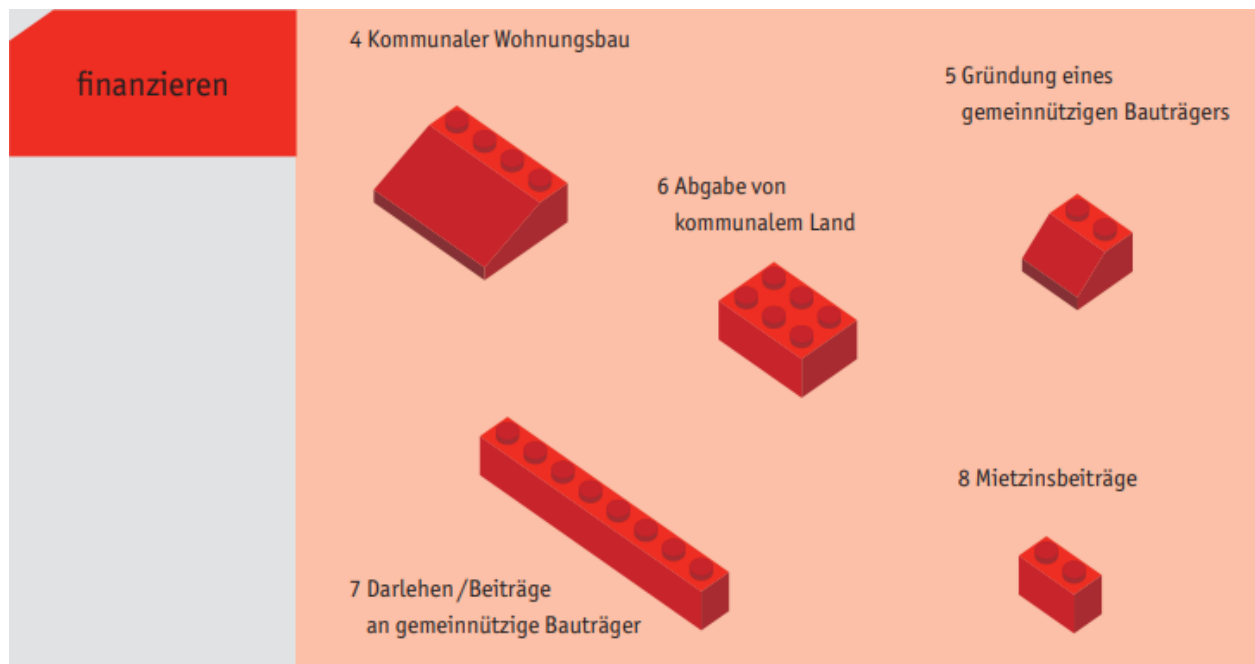 finanzieren
4 Kommunaler Wohnungsbau
5 Gründung eines
gemeinnützigen Bauträgers
6 Abgabe von
kommunalem Land
7 Darlehen/Beiträge
an gemeinnützige Bauträger
8 Mietzinsbeiträge